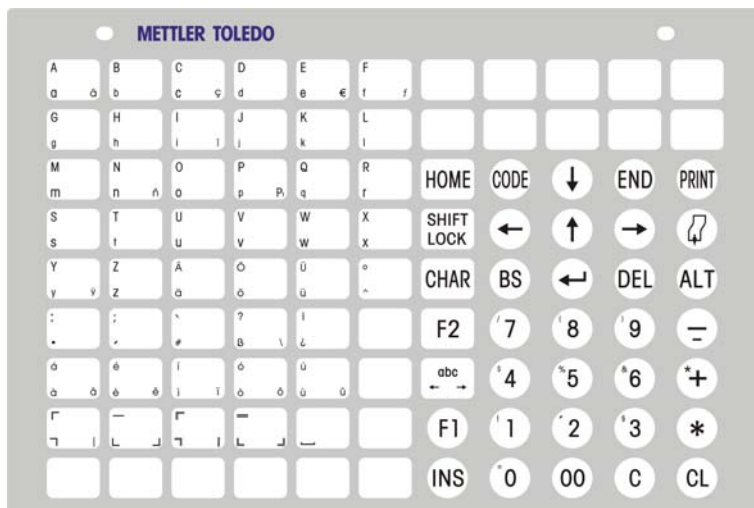 METTLER TOLEDO
A B C D E F
a â b c ç d e € f ƒ
G H I J K L
g h i j k l
M N O P Q R HOME CODE ↓ END PRINT
m n ñ o p q r
S T U V W X SHIFT LOCK ← ↑ → 
s t u v w x
Y Z Ä Ö Ü ° CHAR BS ↵ DEL ALT
y ÿ z ä ö ü ^
: ; ? F2 7 8 9 –
. , # ß \ ¿
é ó abc $ 4 % 5 & 6 * +
à è ë ì ï ò ô ù û ← →
F1 ! 1 2 § 3 *
INS 0 00 C CL